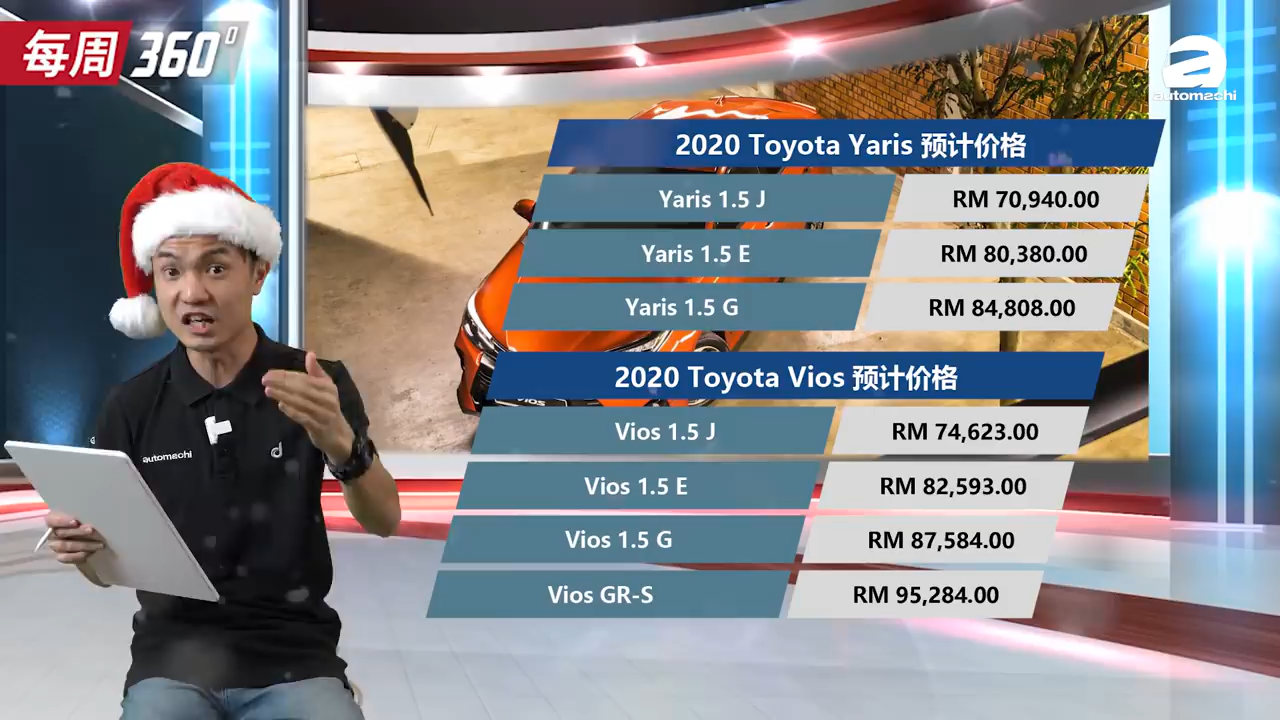 每周 360°
automachi
2020 Toyota Yaris 预计价格
Yaris 1.5 J RM 70,940.00
Yaris 1.5 E RM 80,380.00
Yaris 1.5 G RM 84,808.00
2020 Toyota Vios 预计价格
Vios 1.5 J RM 74,623.00
Vios 1.5 E RM 82,593.00
Vios 1.5 G RM 87,584.00
Vios GR-S RM 95,284.00
automachi
VIOS